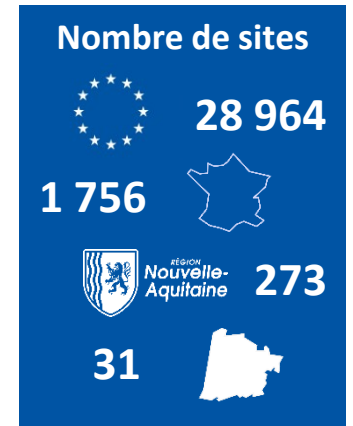 Nombre de sites
28 964
1 756
RÉGION
Nouvelle-
Aquitaine
273
31